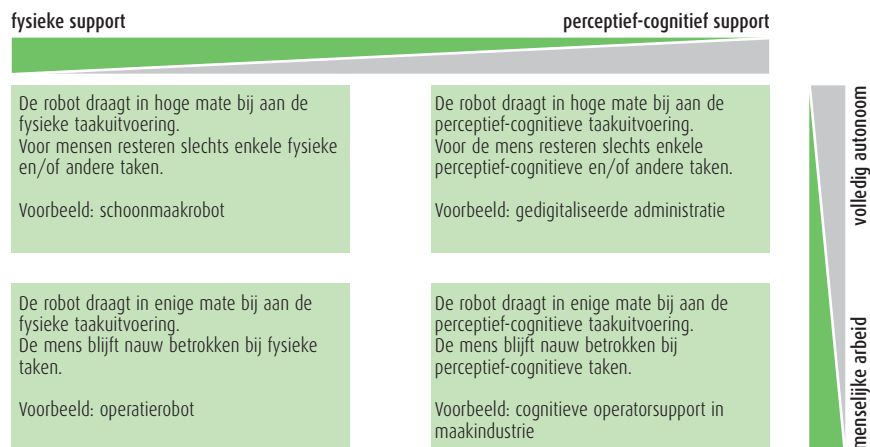 fysieke support
perceptief-cognitief support
De robot draagt in hoge mate bij aan de
fysieke taakuitvoering.
Voor mensen resteren slechts enkele fysieke
en/of andere taken.
Voorbeeld: schoonmaakrobot
De robot draagt in hoge mate bij aan de
perceptief-cognitieve taakuitvoering.
Voor de mens resteren slechts enkele
perceptief-cognitieve en/of andere taken.
Voorbeeld: gedigitaliseerde administratie
volledig autonoom
De robot draagt in enige mate bij aan de
fysieke taakuitvoering.
De mens blijft nauw betrokken bij fysieke
taken.
Voorbeeld: operatierobot
De robot draagt in enige mate bij aan de
perceptief-cognitieve taakuitvoering.
De mens blijft nauw betrokken bij
perceptief-cognitieve taken.
Voorbeeld: cognitieve operatorsupport in
maakindustrie
menselijke arbeid